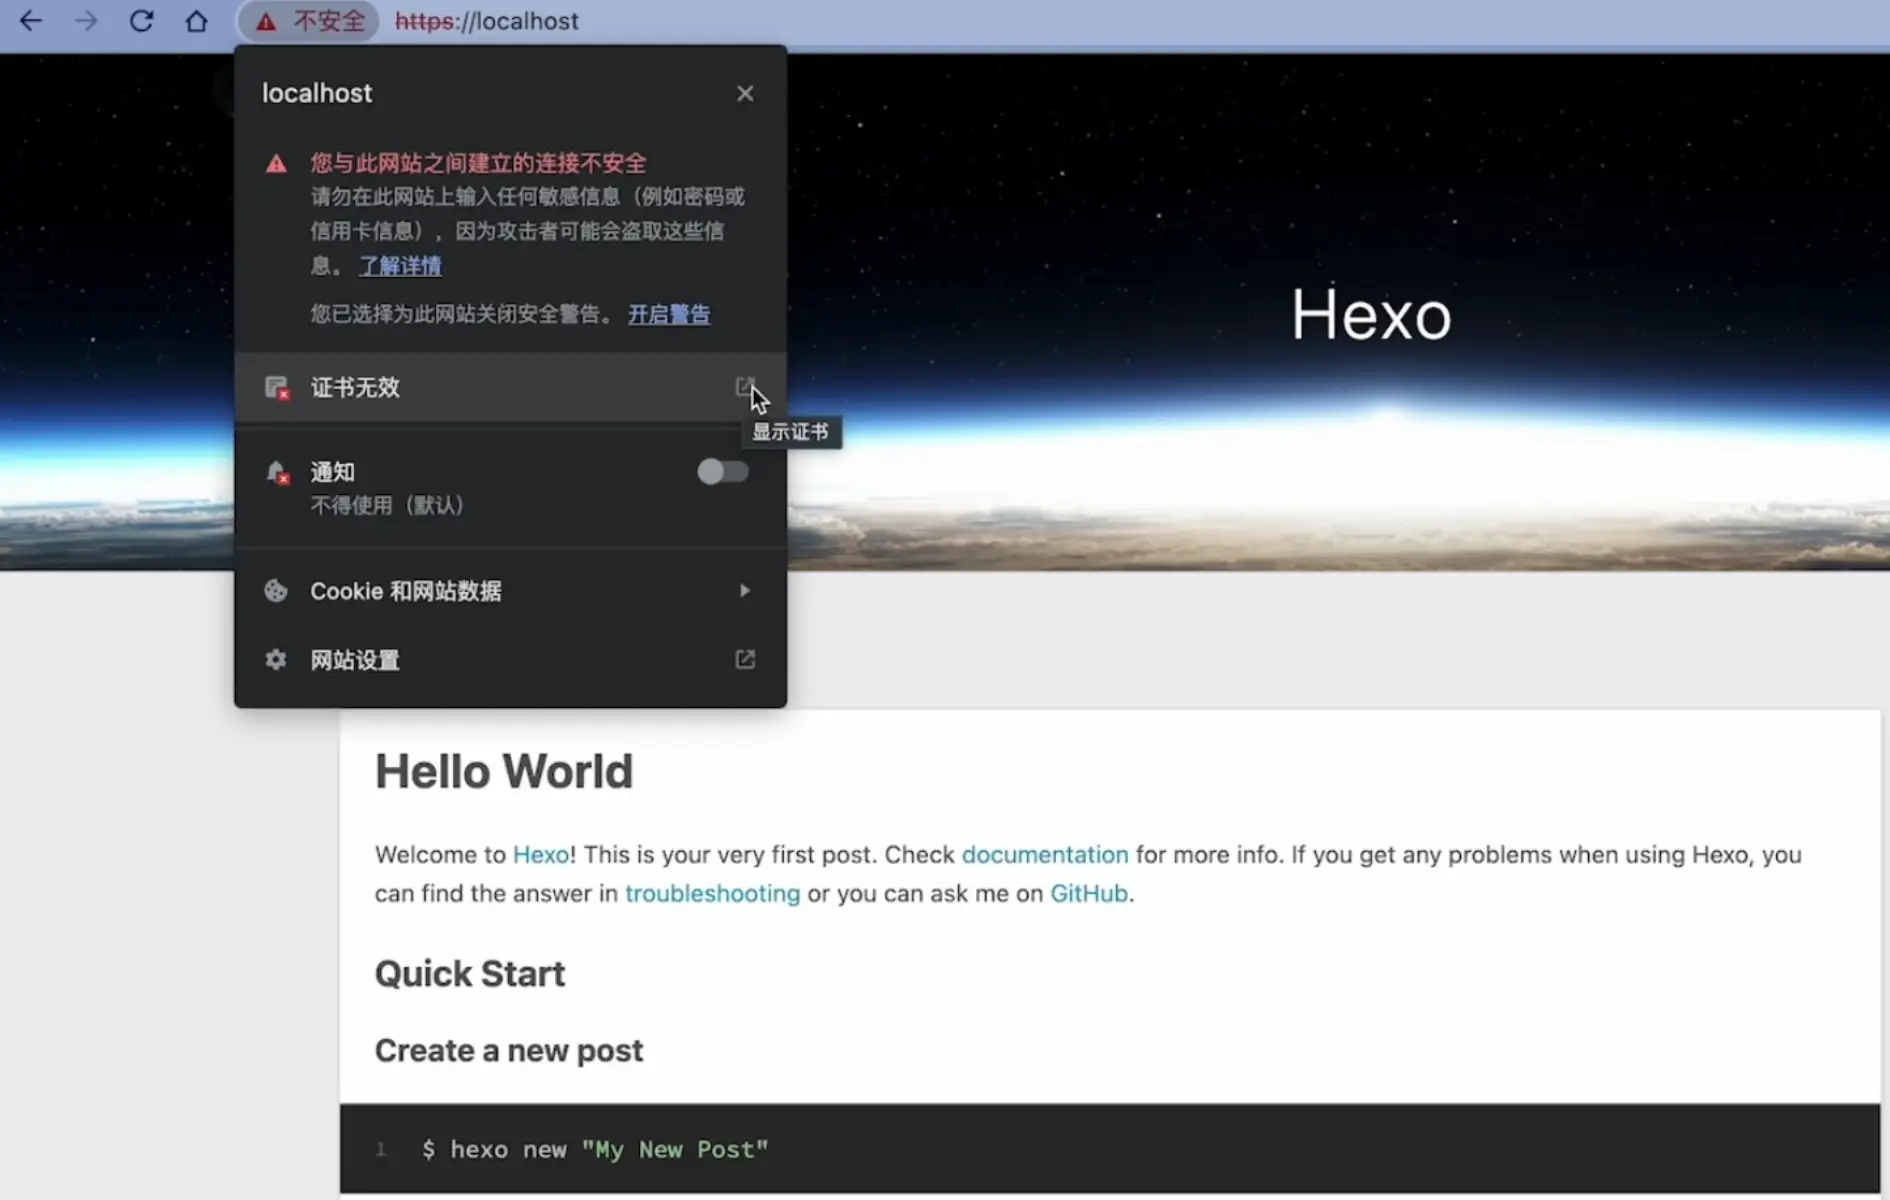 不安全 https://localhost
localhost
您与此网站之间建立的连接不安全
请勿在此网站上输入任何敏感信息（例如密码或
信用卡信息），因为攻击者可能会盗取这些信
息。 了解详情
您已选择为此网站关闭安全警告。 开启警告
证书无效
显示证书
通知
不得使用（默认）
Cookie 和网站数据
网站设置
Hexo
Hello World
Welcome to Hexo! This is your very first post. Check documentation for more info. If you get any problems when using Hexo, you
can find the answer in troubleshooting or you can ask me on GitHub.
Quick Start
Create a new post
1 $ hexo new "My New Post"